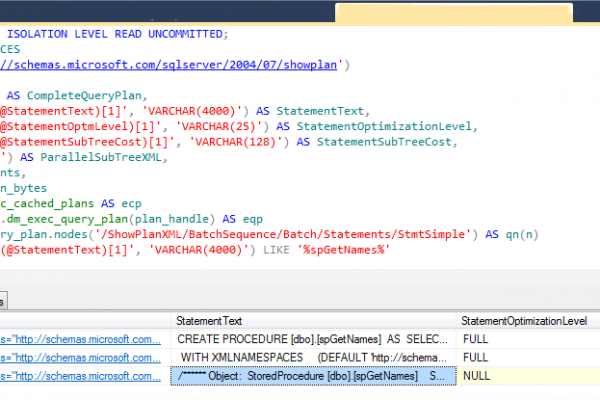 ISOLATION LEVEL READ UNCOMMITTED;
CES
//schemas.microsoft.com/sqlserver/2004/07/showplan')
AS CompleteQueryPlan,
@StatementText)[1]', 'VARCHAR(4000)') AS StatementText,
@StatementOptmLevel)[1]', 'VARCHAR(25)') AS StatementOptimizationLevel,
@StatementSubTreeCost)[1]', 'VARCHAR(128)') AS StatementSubTreeCost,
') AS ParallelSubTreeXML,
nts,
n_bytes
c_cached_plans AS ecp
.dm_exec_query_plan(plan_handle) AS eqp
ry_plan.nodes('/ShowPlanXML/BatchSequence/Batch/Statements/StmtSimple') AS qn(n)
(@StatementText)[1]', 'VARCHAR(4000)') LIKE '%spGetNames%'
s
StatementText StatementOptimizationLevel
s="http://schemas.microsoft.com... CREATE PROCEDURE [dbo].[spGetNames] AS SELEC... FULL
s="http://schemas.microsoft.com... WITH XMLNAMESPACES (DEFAULT 'http://schema... FULL
s="http://schemas.microsoft.com... /****** Object: StoredProcedure [dbo].[spGetNames] S... NULL